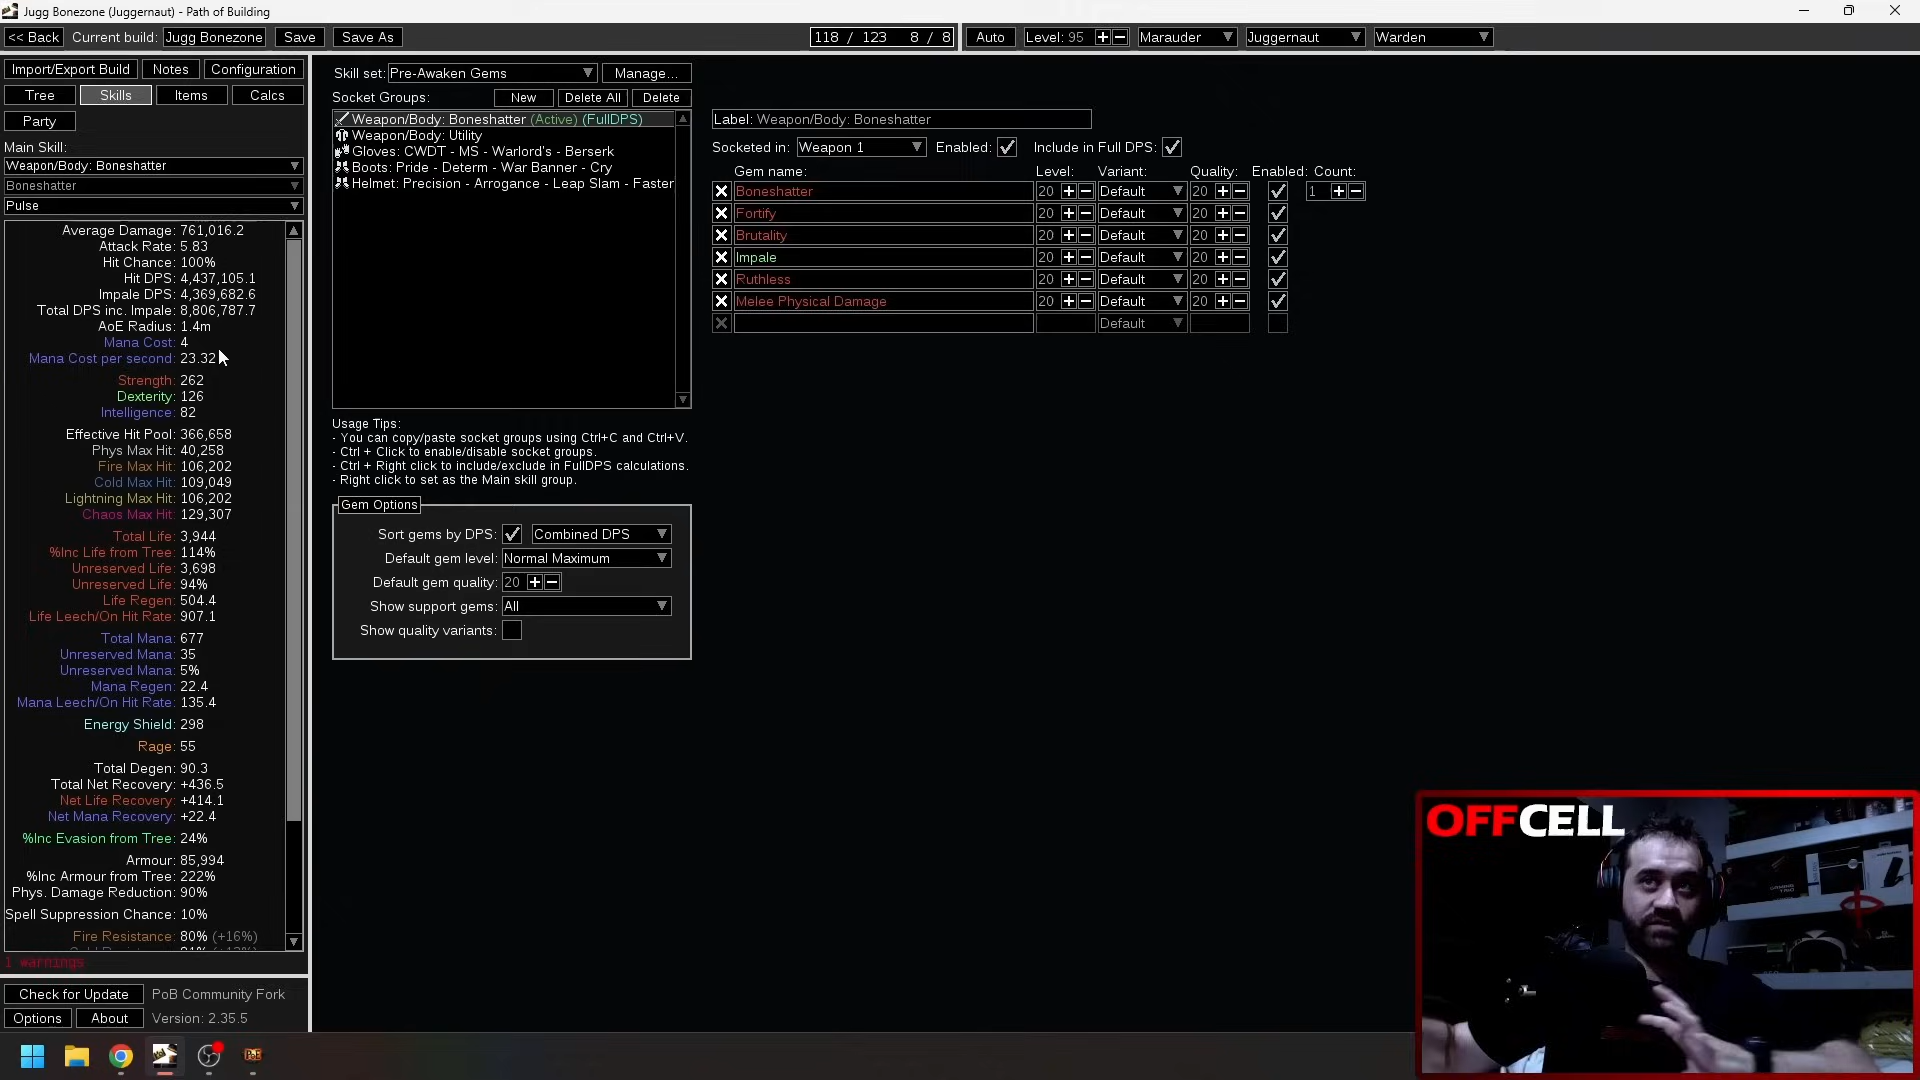 Jugg Bonezone (Juggernaut) - Path of Building
<< Back Current build: Jugg Bonezone Save Save As 118 / 123 8 / 8 Auto Level: 95 Marauder Juggernaut Warden
Import/Export Build Notes Configuration
Tree Skills Items Calcs
Party
Main Skill:
Weapon/Body: Boneshatter
Boneshatter
Pulse
Average Damage: 761,016.2
Attack Rate: 5.83
Hit Chance: 100%
Hit DPS: 4,437,105.1
Impale DPS: 4,369,682.6
Total DPS inc. Impale: 8,806,787.7
AoE Radius: 1.4m
Mana Cost: 4
Mana Cost per second: 23.32
Strength: 262
Dexterity: 126
Intelligence: 82
Effective Hit Pool: 366,658
Phys Max Hit: 40,258
Fire Max Hit: 106,202
Cold Max Hit: 109,049
Lightning Max Hit: 106,202
Chaos Max Hit: 129,307
Total Life: 3,944
%Inc Life from Tree: 114%
Unreserved Life: 3,698
Unreserved Life: 94%
Life Regen: 504.4
Life Leech/On Hit Rate: 907.1
Total Mana: 677
Unreserved Mana: 35
Unreserved Mana: 5%
Mana Regen: 22.4
Mana Leech/On Hit Rate: 135.4
Energy Shield: 298
Rage: 55
Total Degen: 90.3
Total Net Recovery: +436.5
Net Life Recovery: +414.1
Net Mana Recovery: +22.4
%Inc Evasion from Tree: 24%
Armour: 85,994
%Inc Armour from Tree: 222%
Phys. Damage Reduction: 90%
Spell Suppression Chance: 10%
Fire Resistance: 80% (+16%)
1 warnings
Check for Update PoB Community Fork
Options About Version: 2.35.5
Skill set: Pre-Awaken Gems Manage...
Socket Groups: New Delete All Delete
Weapon/Body: Boneshatter (Active) (FullDPS)
Weapon/Body: Utility
Gloves: CWDT - MS - Warlord's - Berserk
Boots: Pride - Determ - War Banner - Cry
Helmet: Precision - Arrogance - Leap Slam - Faster
Usage Tips:
- You can copy/paste socket groups using Ctrl+C and Ctrl+V.
- Ctrl + Click to enable/disable socket groups.
- Ctrl + Right click to include/exclude in FullDPS calculations.
- Right click to set as the Main skill group.
Gem Options
Sort gems by DPS: Combined DPS
Default gem level: Normal Maximum
Default gem quality: 20
Show support gems: All
Show quality variants:
Label: Weapon/Body: Boneshatter
Socketed in: Weapon 1 Enabled: Include in Full DPS:
Gem name: Level: Variant: Quality: Enabled: Count:
Boneshatter 20 Default 20 1
Fortify 20 Default 20
Brutality 20 Default 20
Impale 20 Default 20
Ruthless 20 Default 20
Melee Physical Damage 20 Default 20
Default
OFFCELL